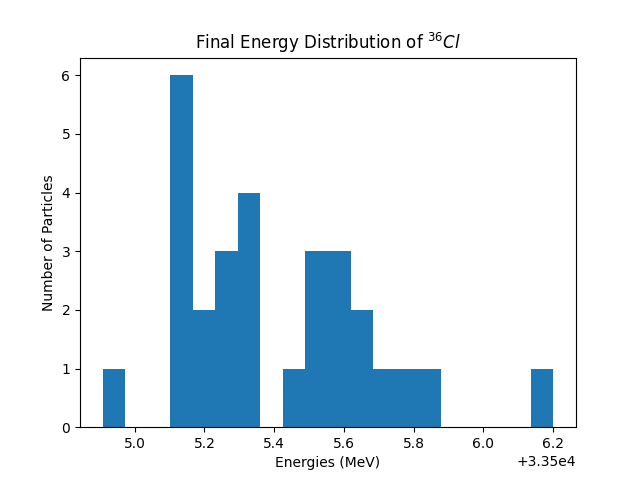 Final Energy Distribution of ³⁶Cl
6
5
4
3
2
1
0
Number of Particles
5.0 5.2 5.4 5.6 5.8 6.0 6.2
Energies (MeV)
+3.35e4